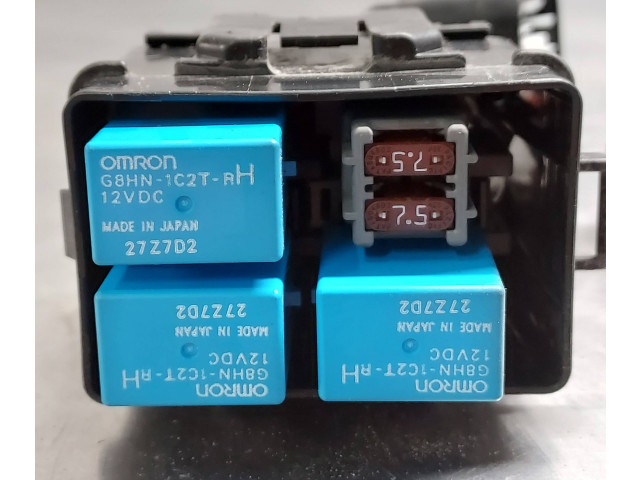 OMRON
G8HN-1C2T-RH
12VDC
MADE IN JAPAN
27Z7D2
7.5
7.5
OMRON
G8HN-1C2T-RH
12VDC
MADE IN JAPAN
27Z7D2
OMRON
G8HN-1C2T-RH
12VDC
MADE IN JAPAN
27Z7D2